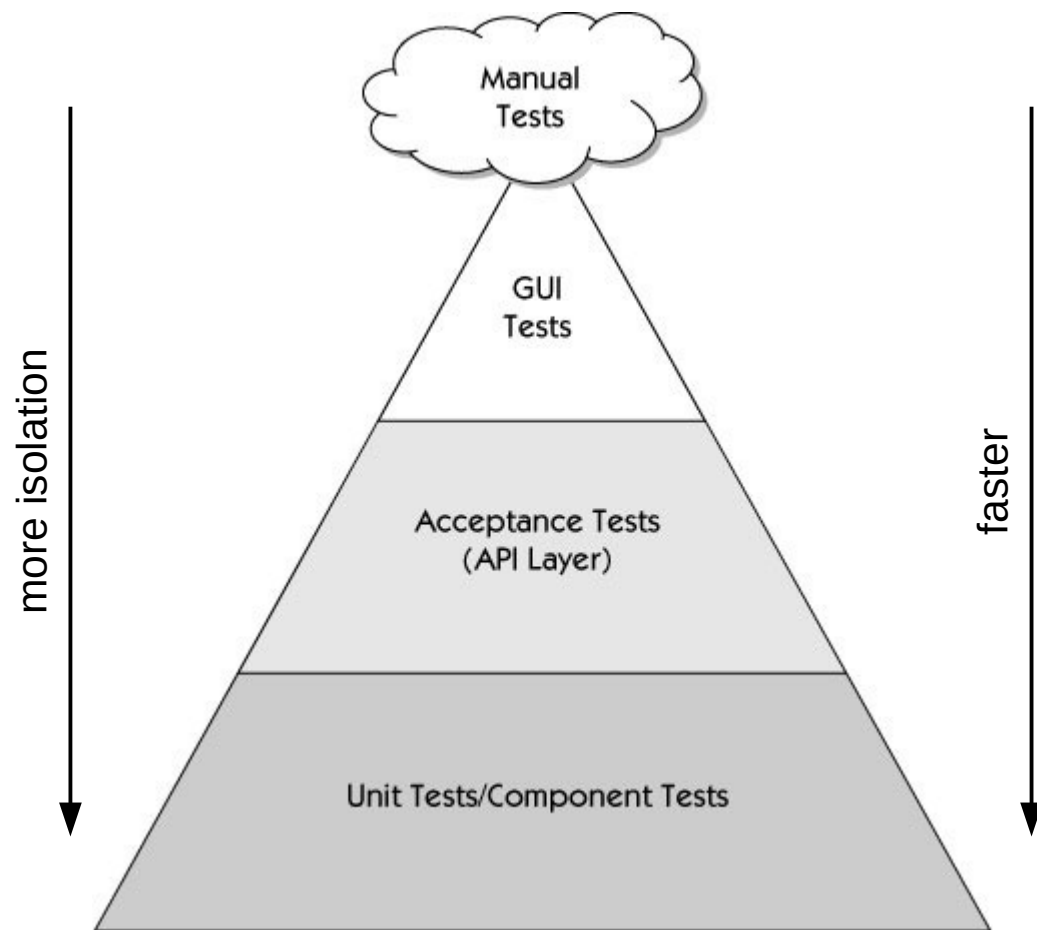 Manual
Tests
GUI
Tests
more isolation
faster
Acceptance Tests
(API Layer)
Unit Tests/Component Tests